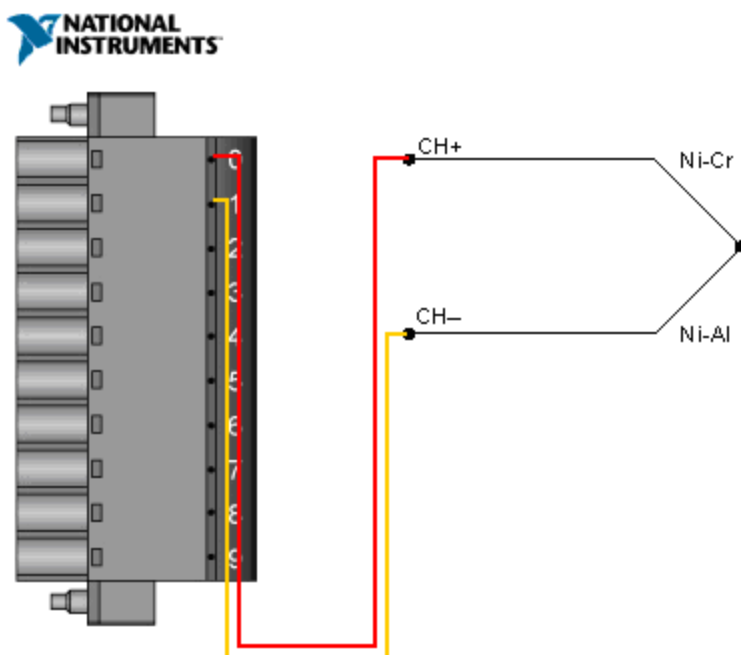 NATIONAL
INSTRUMENTS
0
1
2
3
4
5
6
7
8
9
CH+
Ni-Cr
CH–
Ni-Al